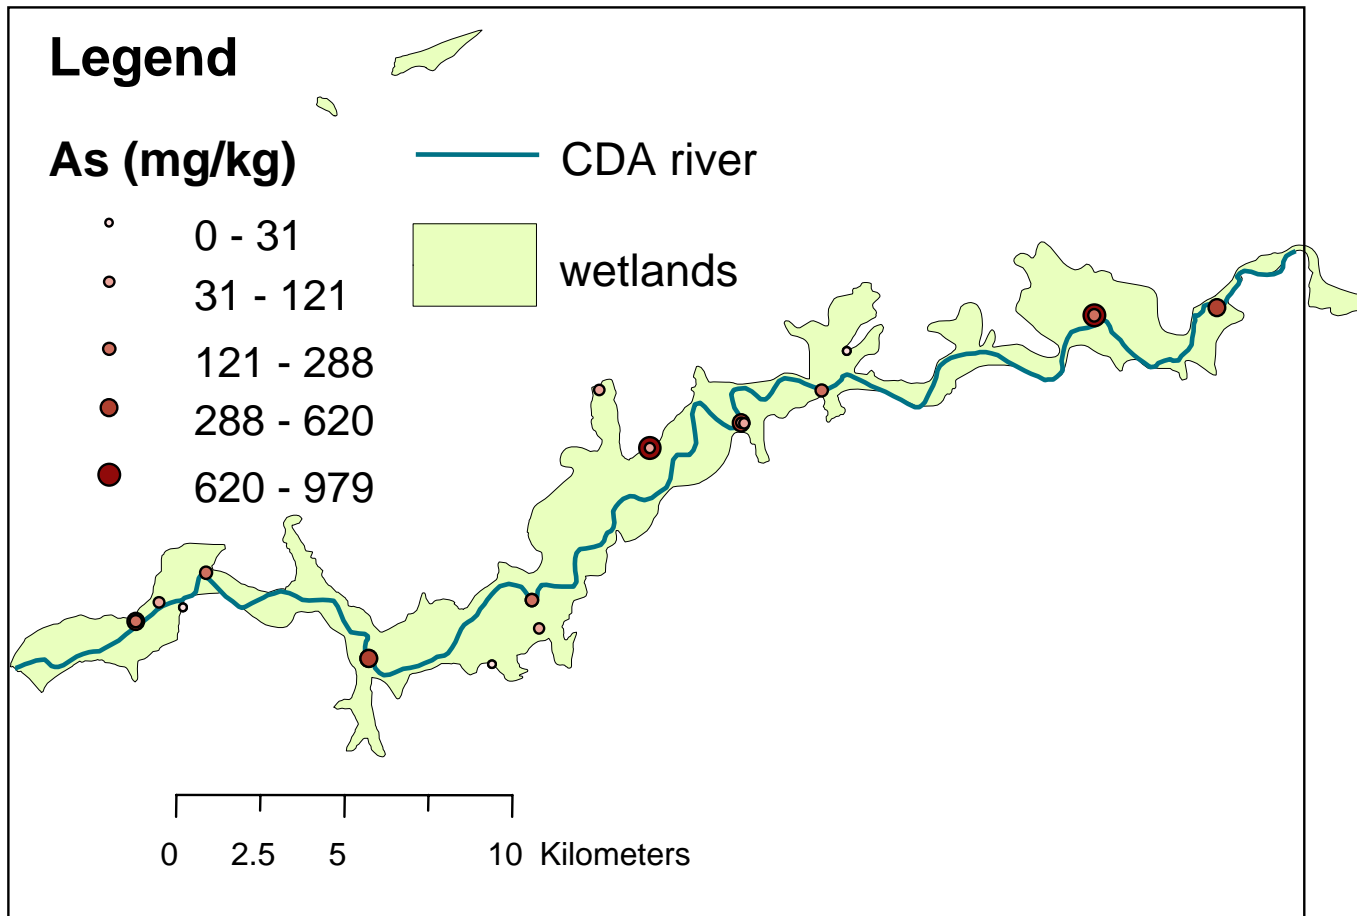 Legend
As (mg/kg)
CDA river
0 - 31
wetlands
31 - 121
121 - 288
288 - 620
620 - 979
0 2.5 5 10 Kilometers